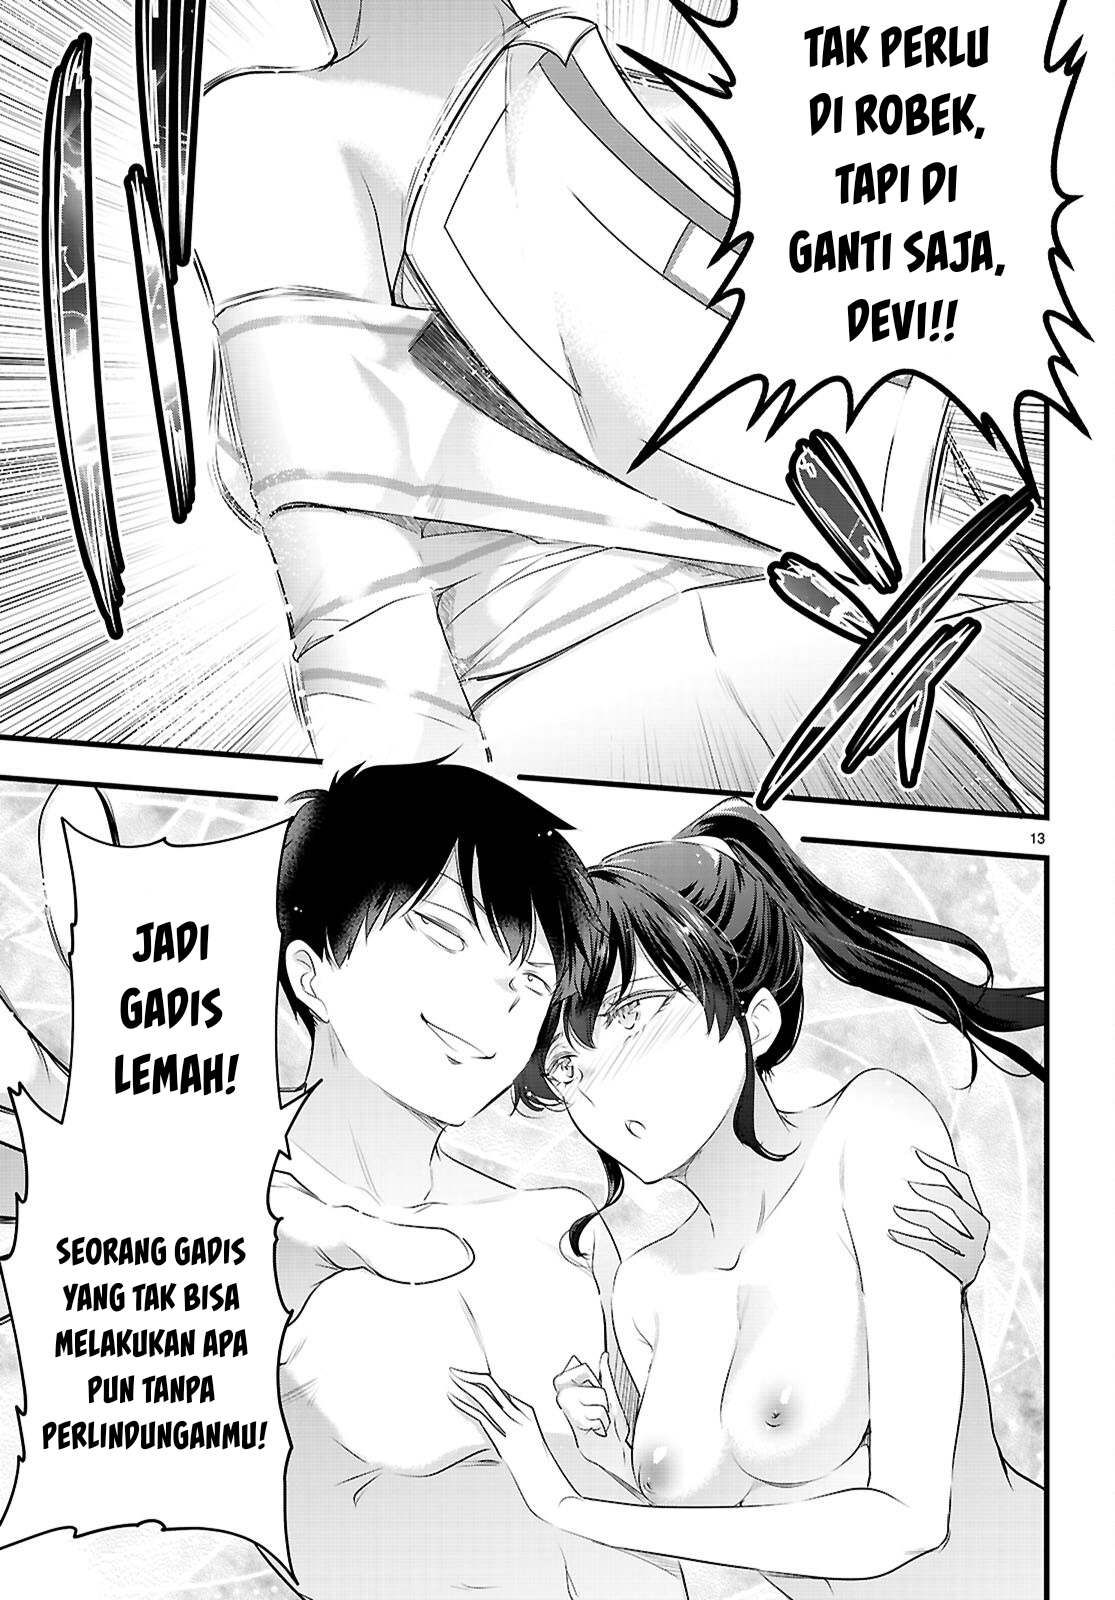 TAK PERLU
DI ROBEK,
TAPI DI
GANTI SAJA,
DEVI!!
13
JADI
GADIS
LEMAH!
SEORANG GADIS
YANG TAK BISA
MELAKUKAN APA
PUN TANPA
PERLINDUNGANMU!